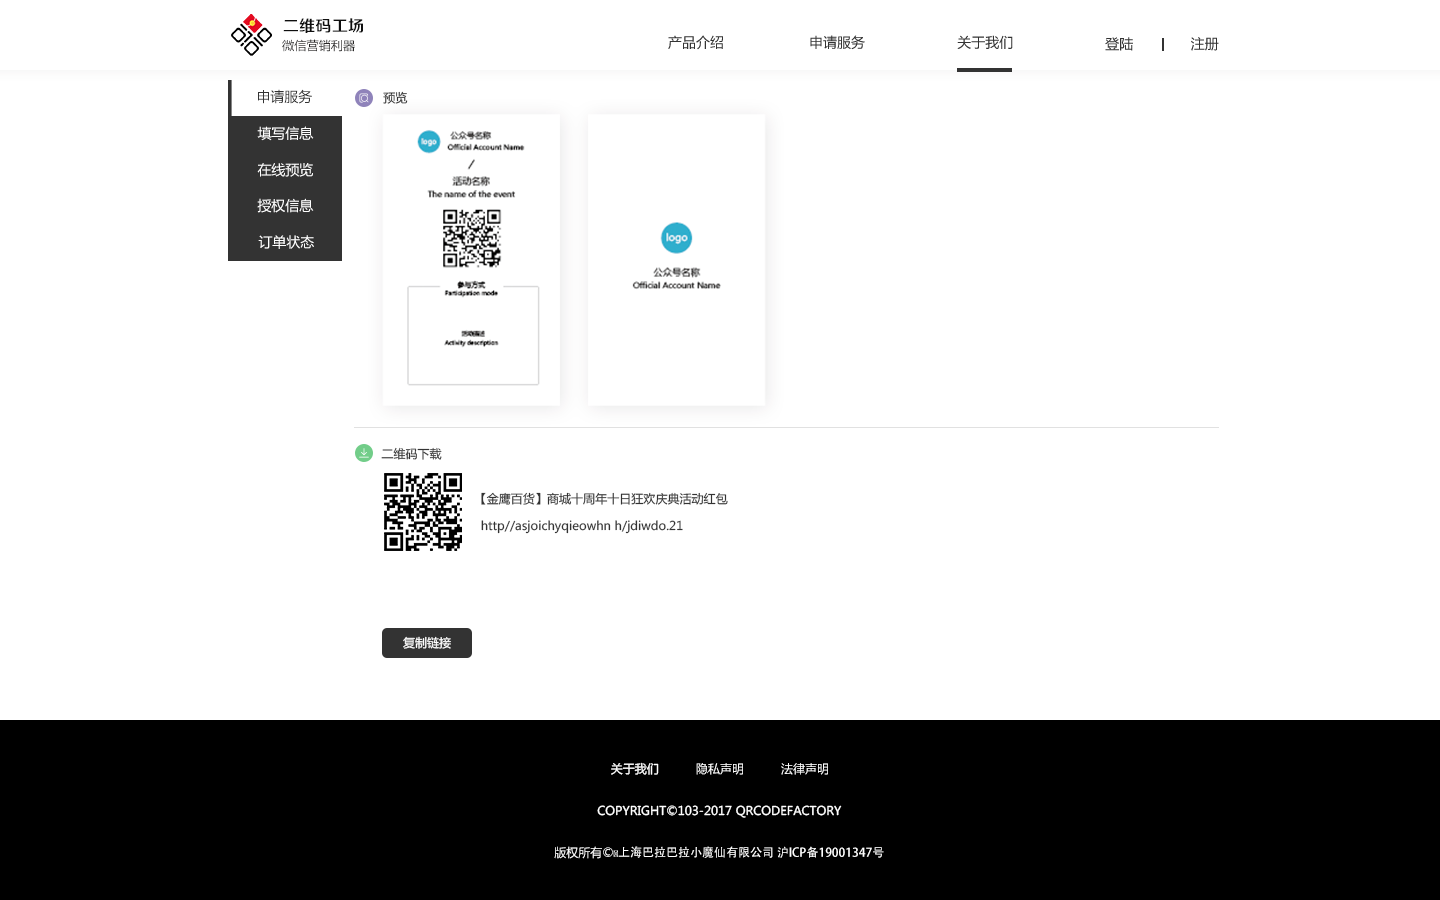 二维码工场
微信营销利器
产品介绍
申请服务
关于我们
登陆
注册
申请服务
填写信息
在线预览
授权信息
订单状态
预览
logo
公众号名称
Official Account Name
/
活动名称
The name of the event
参与方式
Participation mode
活动描述
Activity description
logo
公众号名称
Official Account Name
二维码下载
【金鹰百货】商城十周年十日狂欢庆典活动红包
http//asjoichyqieowhn h/jdiwdo.21
复制链接
关于我们
隐私声明
法律声明
COPYRIGHT©103-2017 QRCODEFACTORY
版权所有©上海巴拉巴拉小魔仙有限公司 沪ICP备19001347号